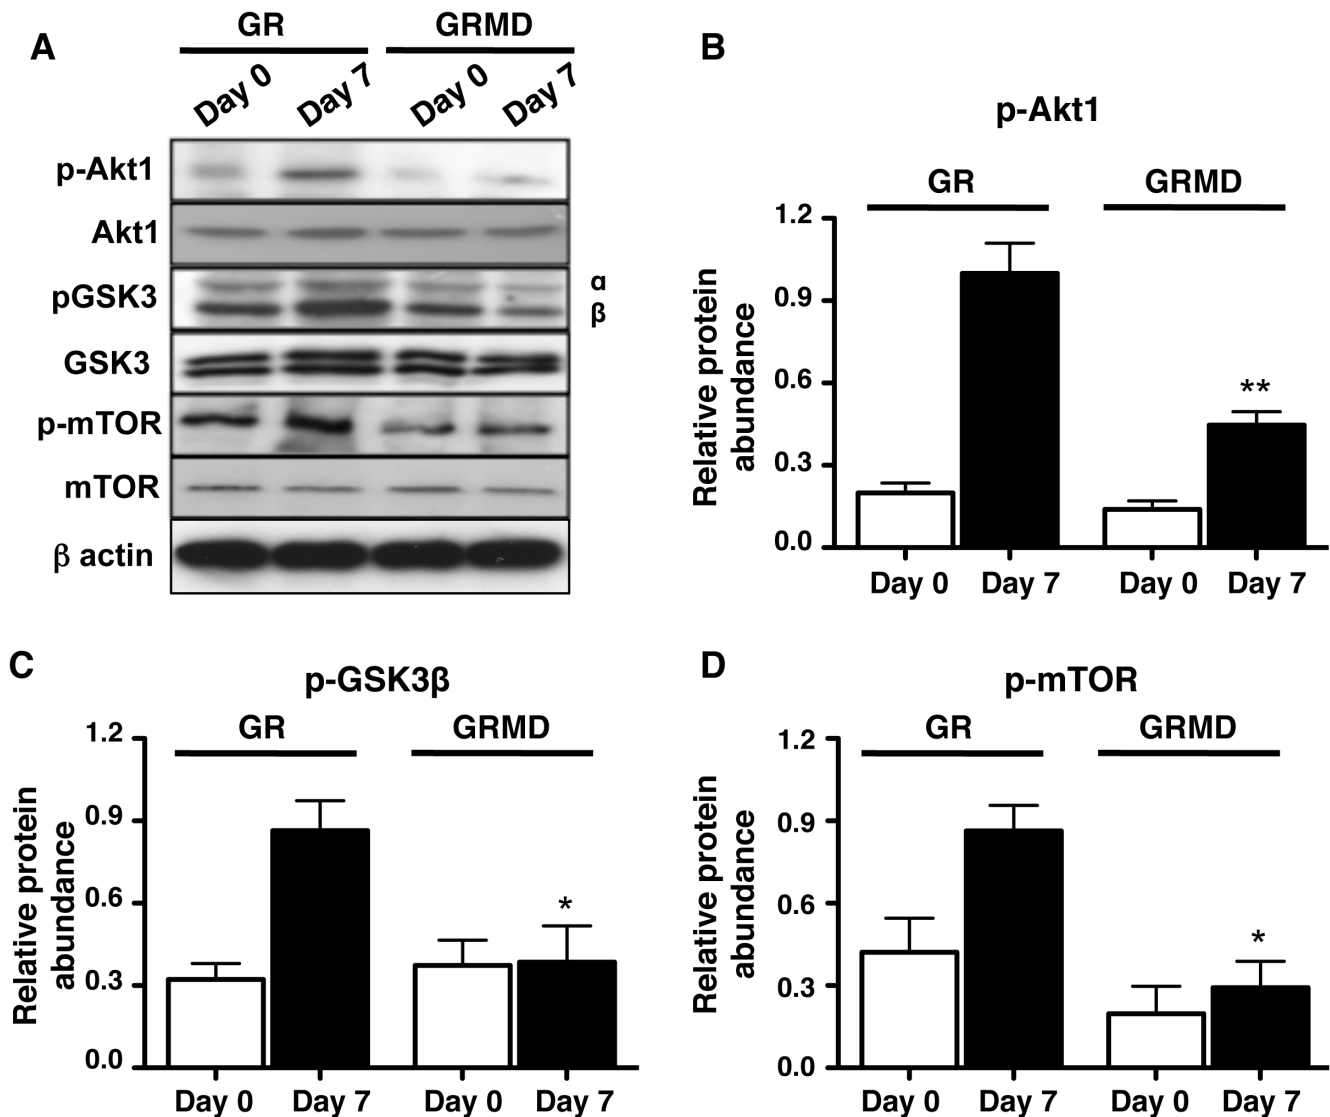 A
GR GRMD
Day 0 Day 7 Day 0 Day 7
p-Akt1
Akt1
pGSK3 α
β
GSK3
p-mTOR
mTOR
β actin
B
p-Akt1
GR GRMD
Relative protein
abundance
1.2
0.9
0.6
0.3
0.0
**
Day 0 Day 7 Day 0 Day 7
C
p-GSK3β
GR GRMD
Relative protein
abundance
1.2
0.9
0.6
0.3
0.0
*
Day 0 Day 7 Day 0 Day 7
D
p-mTOR
GR GRMD
Relative protein
abundance
1.2
0.9
0.6
0.3
0.0
*
Day 0 Day 7 Day 0 Day 7